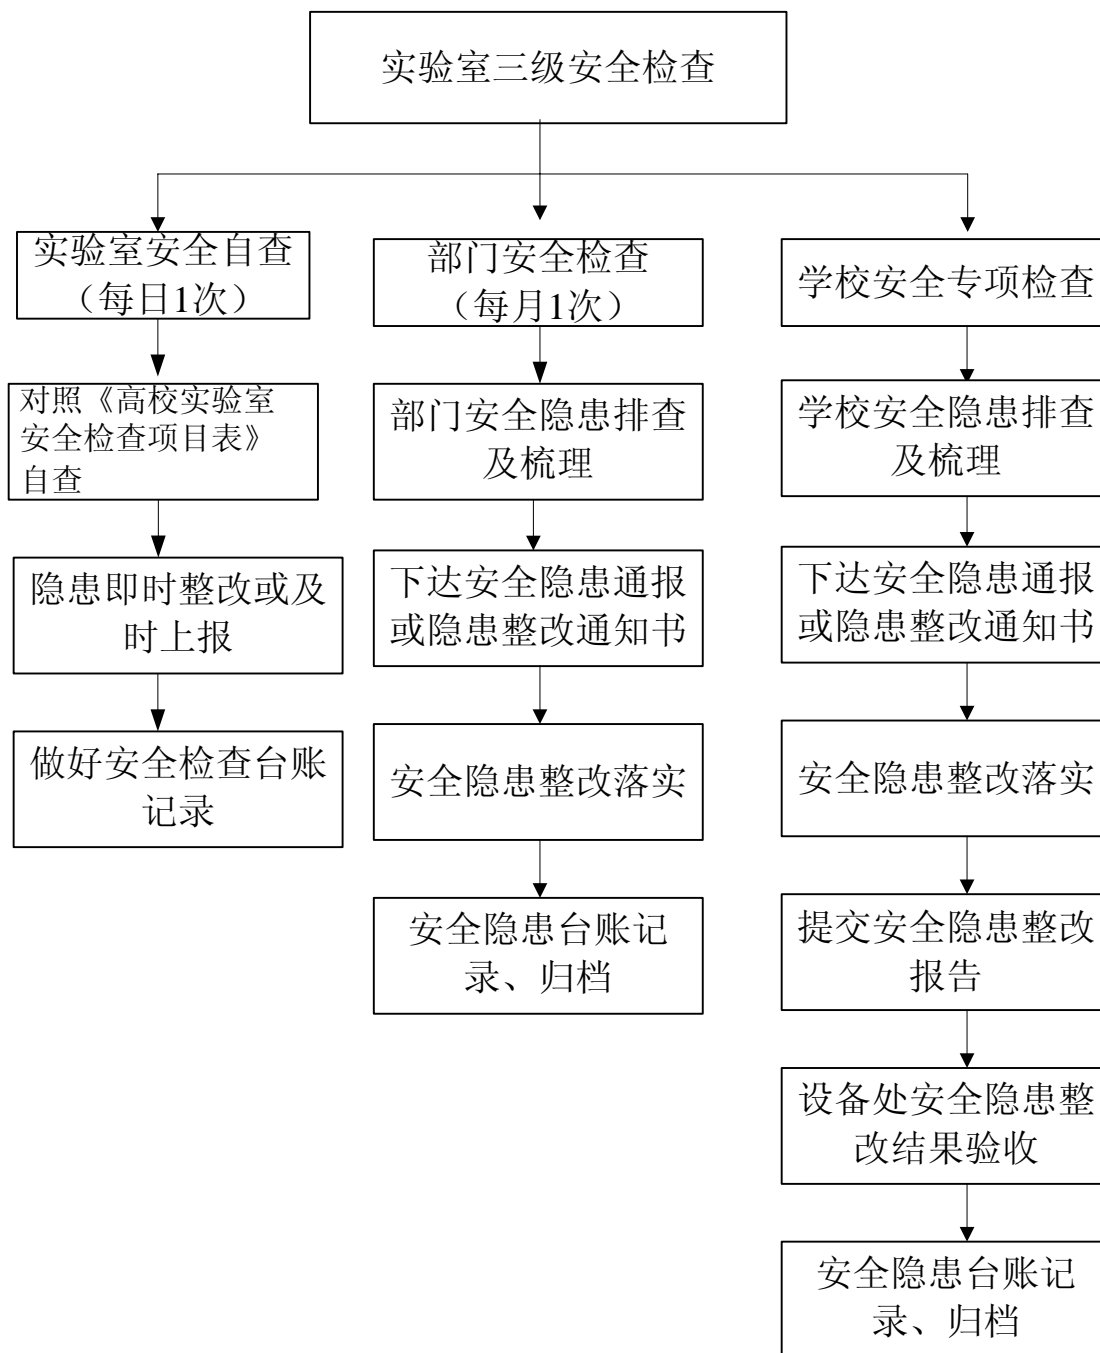 实验室三级安全检查
实验室安全自查
（每日1次）
对照《高校实验室
安全检查项目表》
自查
隐患即时整改或及
时上报
做好安全检查台账
记录
部门安全检查
（每月1次）
部门安全隐患排查
及梳理
下达安全隐患通报
或隐患整改通知书
安全隐患整改落实
安全隐患台账记
录、归档
学校安全专项检查
学校安全隐患排查
及梳理
下达安全隐患通报
或隐患整改通知书
安全隐患整改落实
提交安全隐患整改
报告
设备处安全隐患整
改结果验收
安全隐患台账记
录、归档